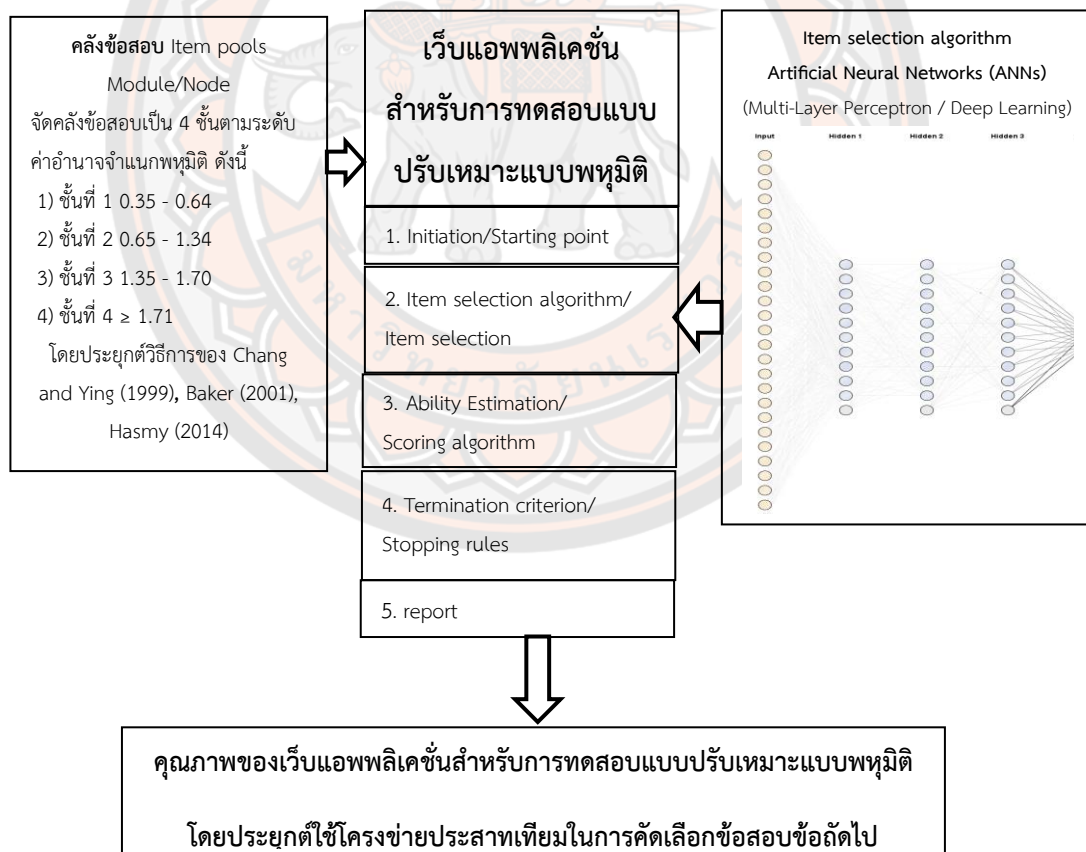 คลังข้อสอบ Item pools
Module/Node
จัดคลังข้อสอบเป็น 4 ชั้นตามระดับ
ค่าอำนาจจำแนกพหุมิติ ดังนี้
1) ชั้นที่ 1 0.35 - 0.64
2) ชั้นที่ 2 0.65 - 1.34
3) ชั้นที่ 3 1.35 - 1.70
4) ชั้นที่ 4 ≥ 1.71
โดยประยุกต์วิธีการของ Chang
and Ying (1999), Baker (2001),
Hasmy (2014)
เว็บแอพพลิเคชั่น
สำหรับการทดสอบแบบ
ปรับเหมาะแบบพหุมิติ
1. Initiation/Starting point
2. Item selection algorithm/
Item selection
3. Ability Estimation/
Scoring algorithm
4. Termination criterion/
Stopping rules
5. report
Item selection algorithm
Artificial Neural Networks (ANNs)
(Multi-Layer Perceptron / Deep Learning)
Input Hidden 1 Hidden 2 Hidden 3
คุณภาพของเว็บแอพพลิเคชั่นสำหรับการทดสอบแบบปรับเหมาะแบบพหุมิติ
โดยประยุกต์ใช้โครงข่ายประสาทเทียมในการคัดเลือกข้อสอบข้อถัดไป